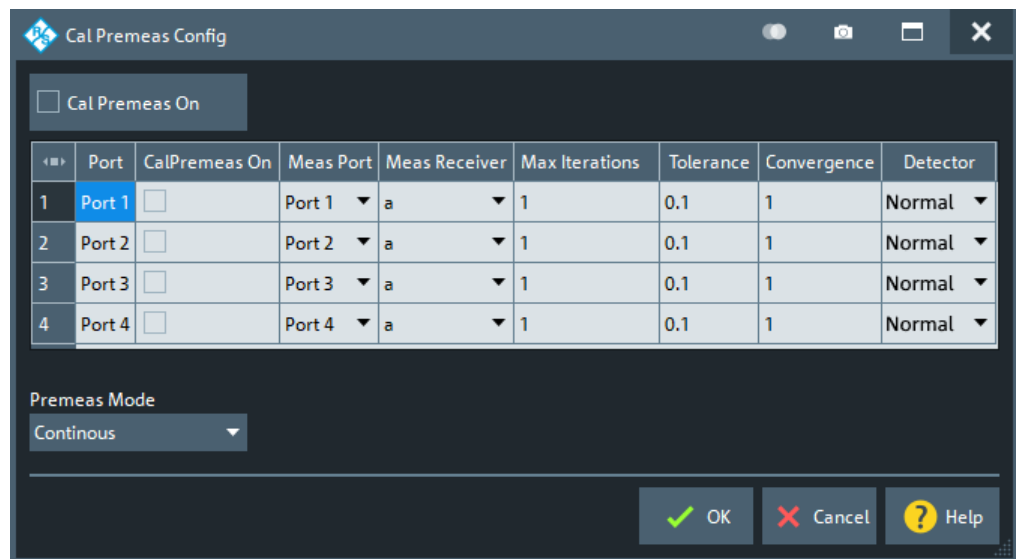 Cal Premeas Config
Cal Premeas On
Port CalPremeas On Meas Port Meas Receiver Max Iterations Tolerance Convergence Detector
1 Port 1 Port 1 a 1 0.1 1 Normal
2 Port 2 Port 2 a 1 0.1 1 Normal
3 Port 3 Port 3 a 1 0.1 1 Normal
4 Port 4 Port 4 a 1 0.1 1 Normal
Premeas Mode
Continous
OK Cancel ? Help